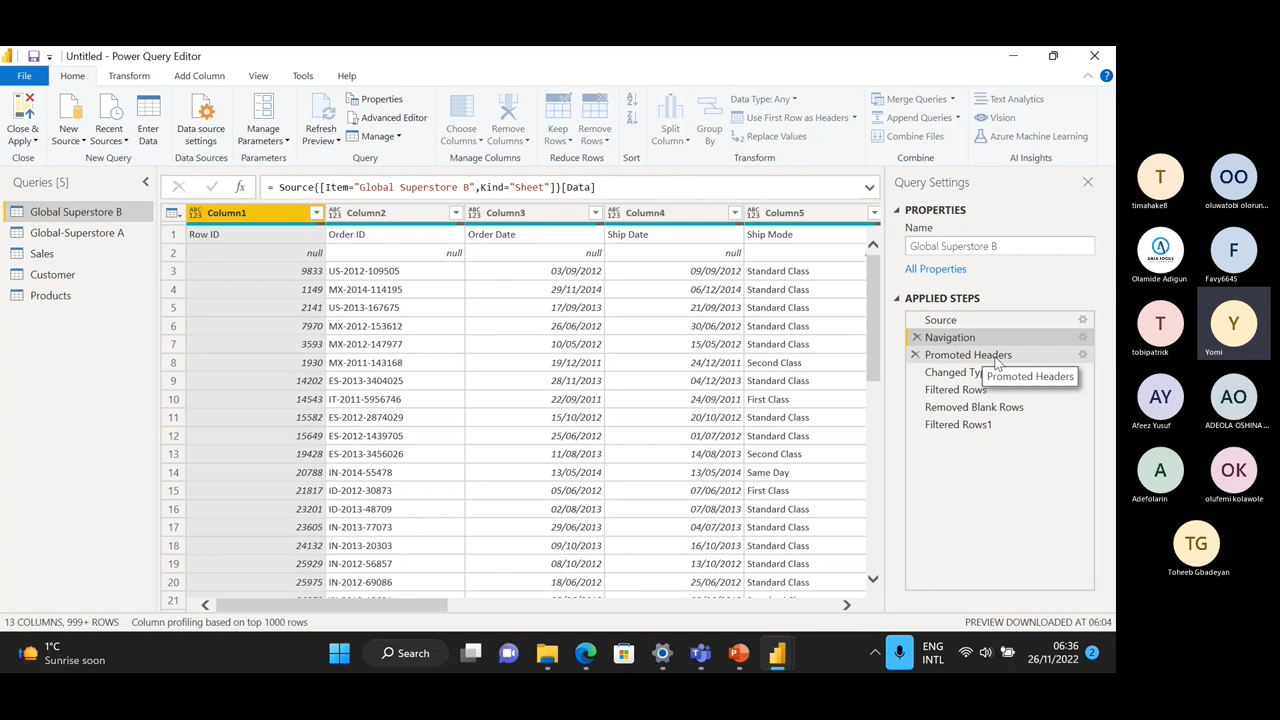 Untitled - Power Query Editor
File Home Transform Add Column View Tools Help
Close & Apply
New Source
Recent Sources
Enter Data
Data source settings
Manage Parameters
Refresh Preview
Properties
Advanced Editor
Manage
Choose Columns
Remove Columns
Keep Rows
Remove Rows
Split Column
Group By
Data Type: Any
Use First Row as Headers
Replace Values
Merge Queries
Append Queries
Combine Files
Text Analytics
Vision
Azure Machine Learning
Close New Query Data Sources Parameters Query Manage Columns Reduce Rows Sort Transform Combine AI Insights
Queries [5]
Global Superstore B
Global-Superstore A
Sales
Customer
Products
fx = Source{[Item="Global Superstore B",Kind="Sheet"]}[Data]
ABC 123 Column1 ABC 123 Column2 ABC 123 Column3 ABC 123 Column4 ABC 123 Column5
1 Row ID Order ID Order Date Ship Date Ship Mode
2 null null null null
3 9833 US-2012-109505 03/09/2012 09/09/2012 Standard Class
4 1149 MX-2014-114195 29/11/2014 06/12/2014 Standard Class
5 2141 US-2013-167675 17/09/2013 21/09/2013 Standard Class
6 7970 MX-2012-153612 26/06/2012 30/06/2012 Standard Class
7 3593 MX-2012-147977 10/05/2012 15/05/2012 Standard Class
8 1930 MX-2011-143168 19/12/2011 24/12/2011 Second Class
9 14202 ES-2013-3404025 28/11/2013 04/12/2013 Standard Class
10 14543 IT-2011-5956746 22/09/2011 24/09/2011 First Class
11 15582 ES-2012-2874029 15/10/2012 20/10/2012 Standard Class
12 15649 ES-2012-1439705 25/06/2012 01/07/2012 Standard Class
13 19428 ES-2013-3456026 11/08/2013 14/08/2013 Second Class
14 20788 IN-2014-55478 13/05/2014 13/05/2014 Same Day
15 21817 ID-2012-30873 05/06/2012 07/06/2012 First Class
16 23201 ID-2013-48709 02/08/2013 07/08/2013 Standard Class
17 23605 IN-2013-77073 29/06/2013 04/07/2013 Standard Class
18 24132 IN-2013-20303 09/10/2013 16/10/2013 Standard Class
19 25929 IN-2012-56857 08/10/2012 13/10/2012 Standard Class
20 25975 IN-2012-69086 18/06/2012 25/06/2012 Standard Class
21
Query Settings
PROPERTIES
Name
Global Superstore B
All Properties
APPLIED STEPS
Source
Navigation
Promoted Headers
Changed Typ
Promoted Headers
Filtered Rows
Removed Blank Rows
Filtered Rows1
13 COLUMNS, 999+ ROWS Column profiling based on top 1000 rows PREVIEW DOWNLOADED AT 06:04
1°C
Sunrise soon
Search
ENG
INTL
06:36
26/11/2022
2
T OO
timahake8 oluwatobi olorun...
DATA FOCUS F
Olamide Adigun Favy6645
T Y
tobipatrick Yomi
AY AO
Afeez Yusuf ADEOLA OSHINA ...
A OK
Adefolarin olufemi kolawole
TG
Toheeb Gbadeyan